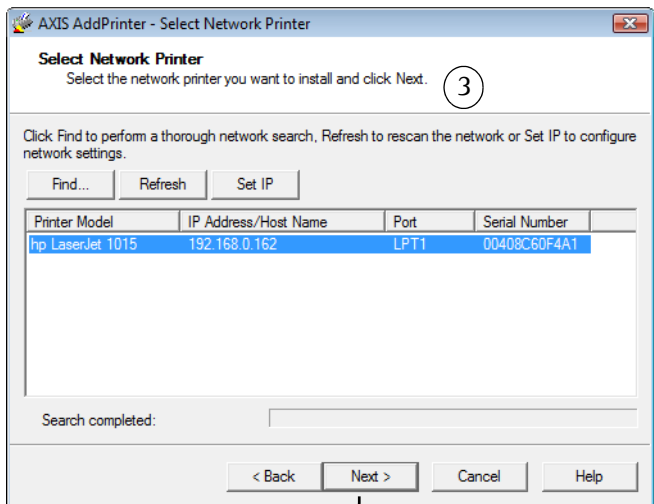 AXIS AddPrinter - Select Network Printer
Select Network Printer
Select the network printer you want to install and click Next.
3
Click Find to perform a thorough network search, Refresh to rescan the network or Set IP to configure
network settings.
Find... Refresh Set IP
Printer Model IP Address/Host Name Port Serial Number
hp LaserJet 1015 192.168.0.162 LPT1 00408C60F4A1
Search completed:
< Back Next > Cancel Help